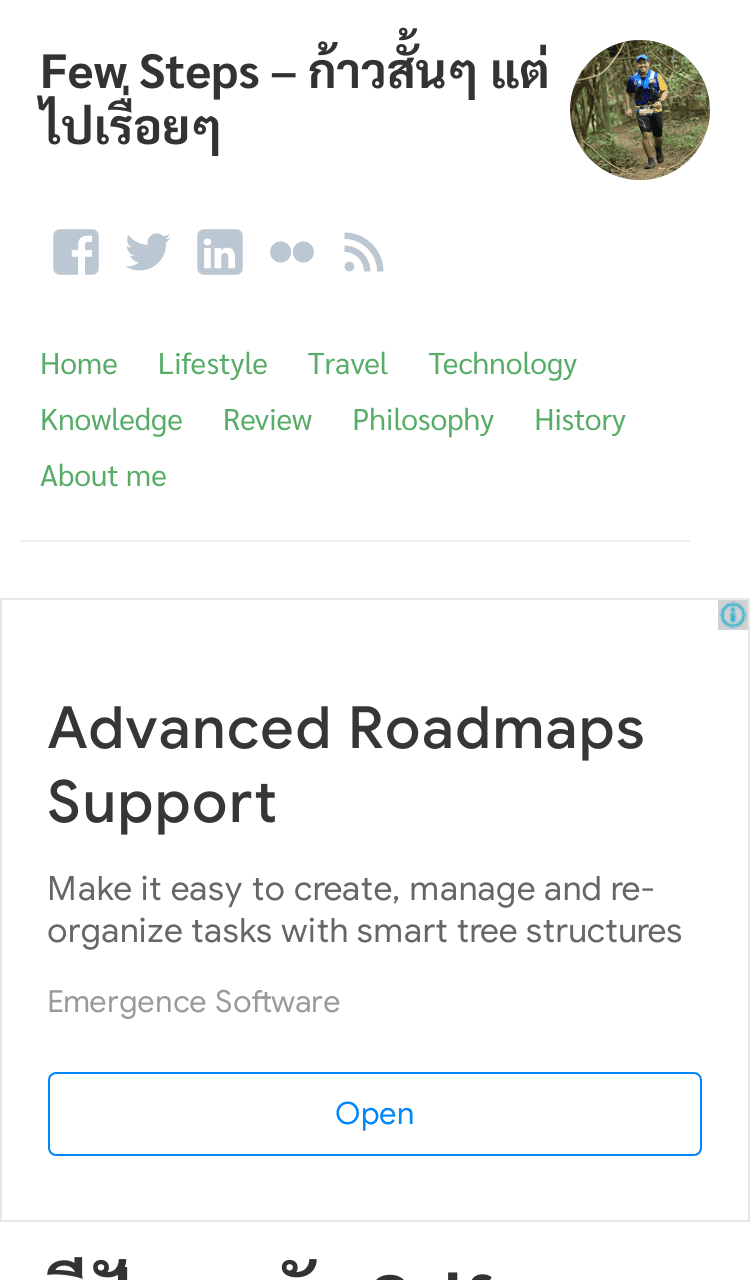 Few Steps – ก้าวสั้นๆ แต่
ไปเรื่อยๆ
Home Lifestyle Travel Technology
Knowledge Review Philosophy History
About me
Advanced Roadmaps
Support
Make it easy to create, manage and re-
organize tasks with smart tree structures
Emergence Software
Open